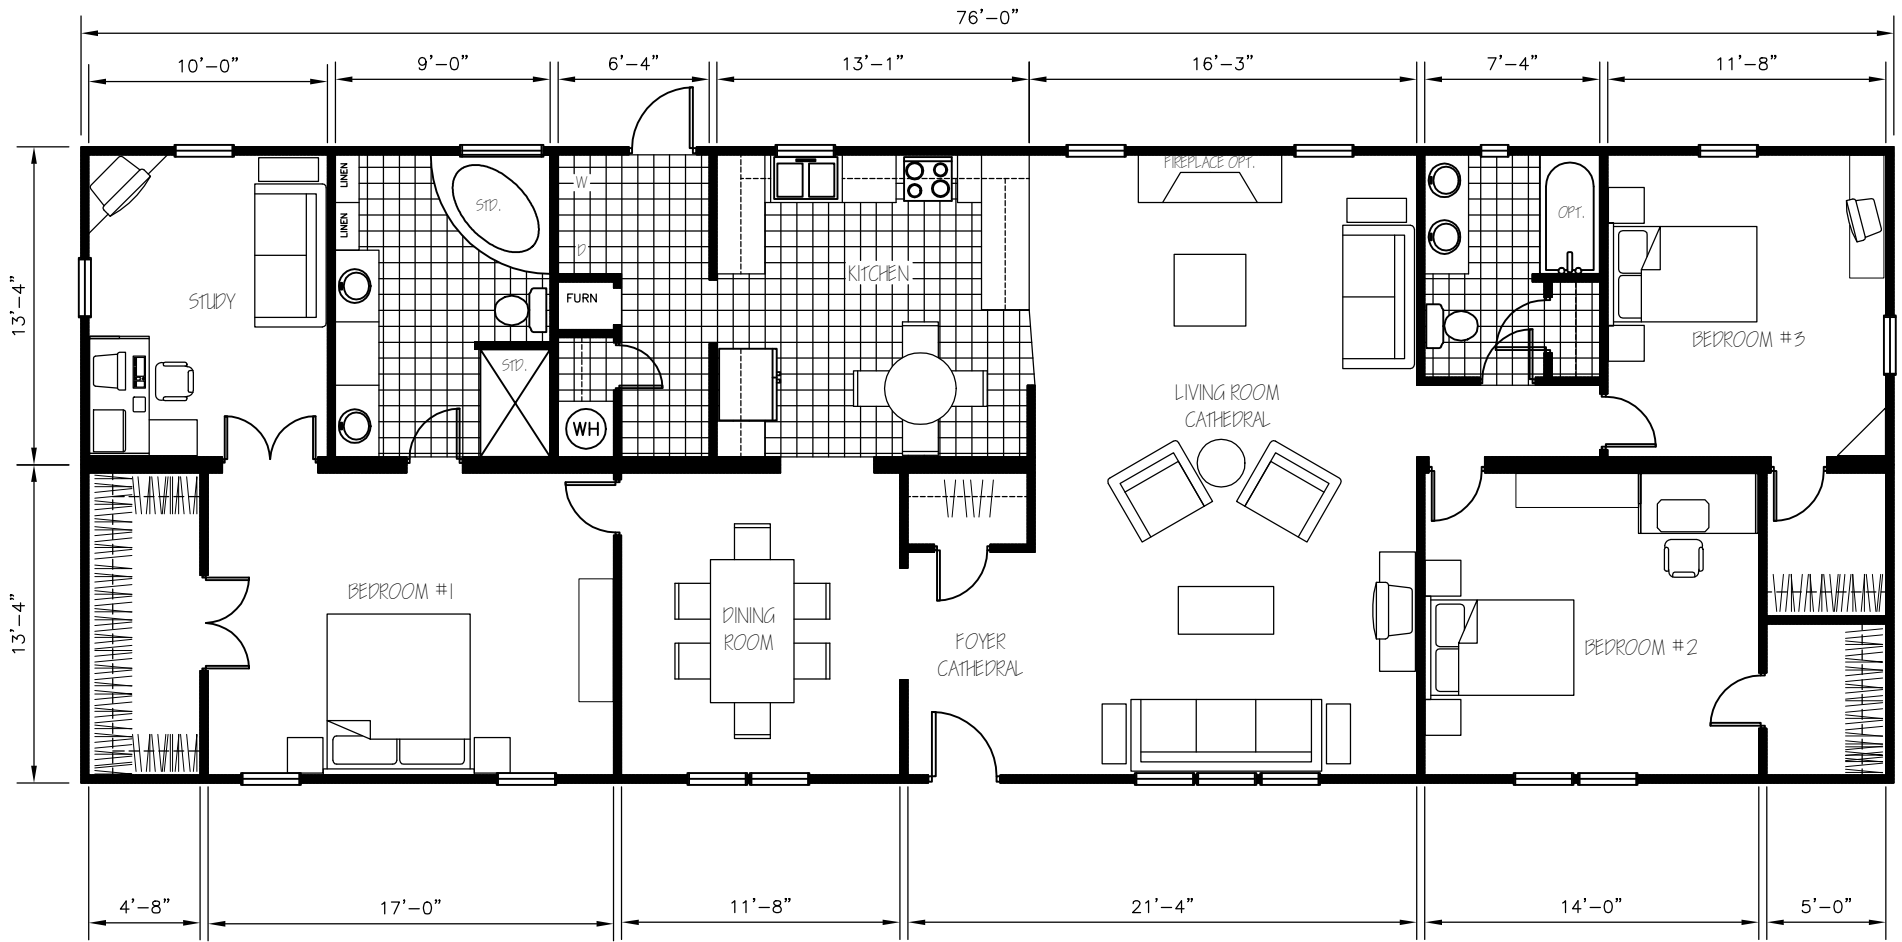 76'-0"
10'-0"
9'-0"
6'-4"
13'-1"
16'-3"
7'-4"
11'-8"
13'-4"
13'-4"
LINEN
LINEN
STD.
W
D
FIREPLACE OPT.
OPT.
STUDY
FURN
KITCHEN
BEDROOM #3
STD.
LIVING ROOM
CATHEDRAL
WH
BEDROOM #1
DINING
ROOM
FOYER
CATHEDRAL
BEDROOM #2
4'-8"
17'-0"
11'-8"
21'-4"
14'-0"
5'-0"